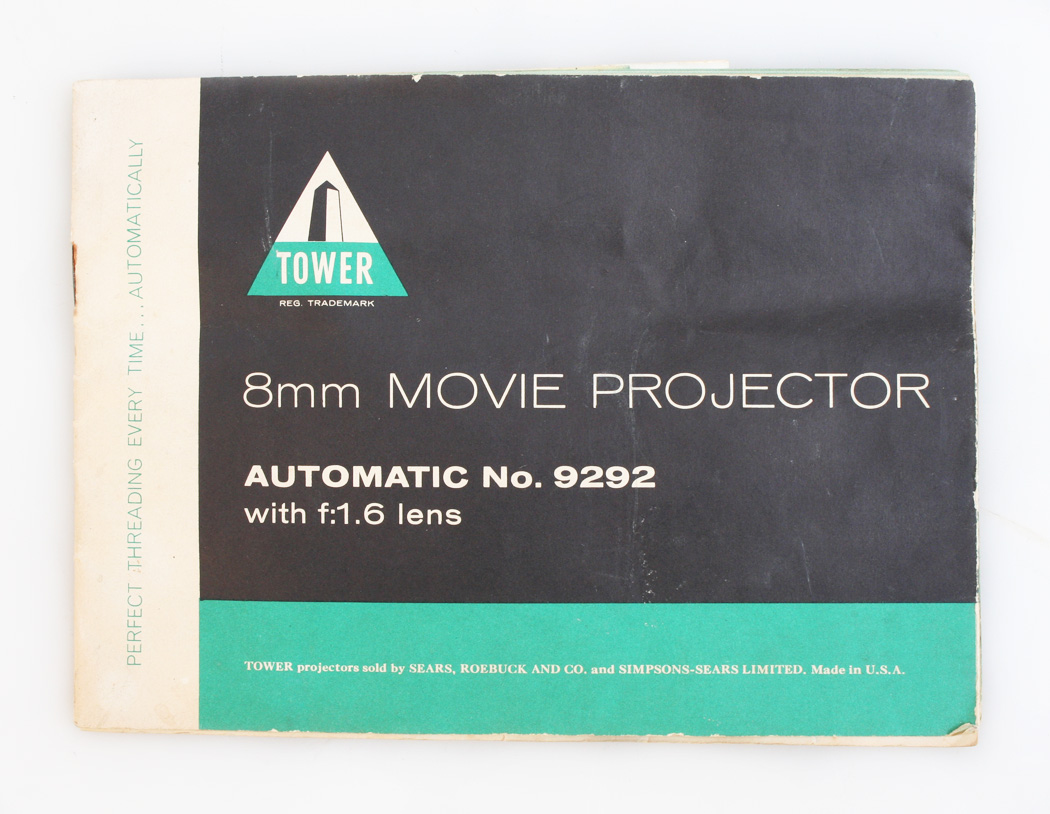 PERFECT THREADING EVERY TIME... AUTOMATICALLY
TOWER
REG. TRADEMARK
8mm MOVIE PROJECTOR
AUTOMATIC No. 9292
with f:1.6 lens
TOWER projectors sold by SEARS, ROEBUCK AND CO. and SIMPSONS-SEARS LIMITED. Made in U.S.A.